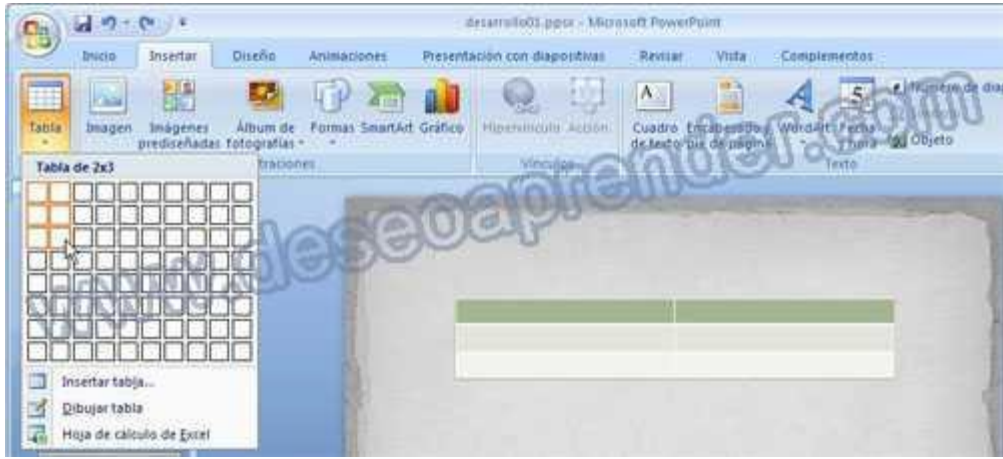 desarrollo01.ppsx - Microsoft PowerPoint
Inicio Insertar Diseño Animaciones Presentación con diapositivas Revisar Vista Complementos
Tabla Imagen Imágenes prediseñadas Álbum de fotografías Formas SmartArt Gráfico Hipervínculo Acción Cuadro de texto Encabezado pie de página WordArt Fecha y hora Número de dia
Objeto
traciones Vínculos Texto
Tabla de 2x3
Insertar tabla...
Dibujar tabla
Hoja de cálculo de Excel
www.deseoaprender.com